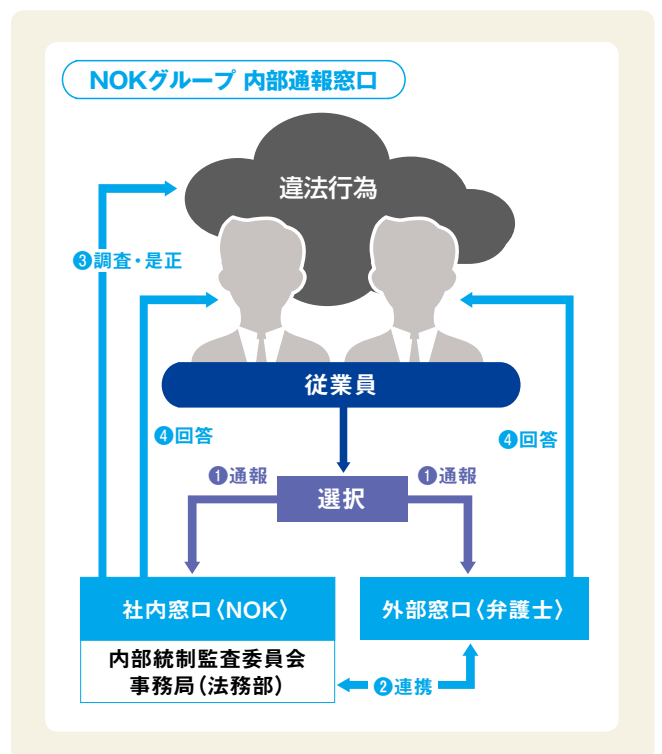 NOKグループ 内部通報窓口
違法行為
❸調査・是正
従業員
❹回答
❹回答
❶通報
❶通報
選択
社内窓口〈NOK〉
外部窓口〈弁護士〉
内部統制監査委員会
事務局(法務部)
❷連携